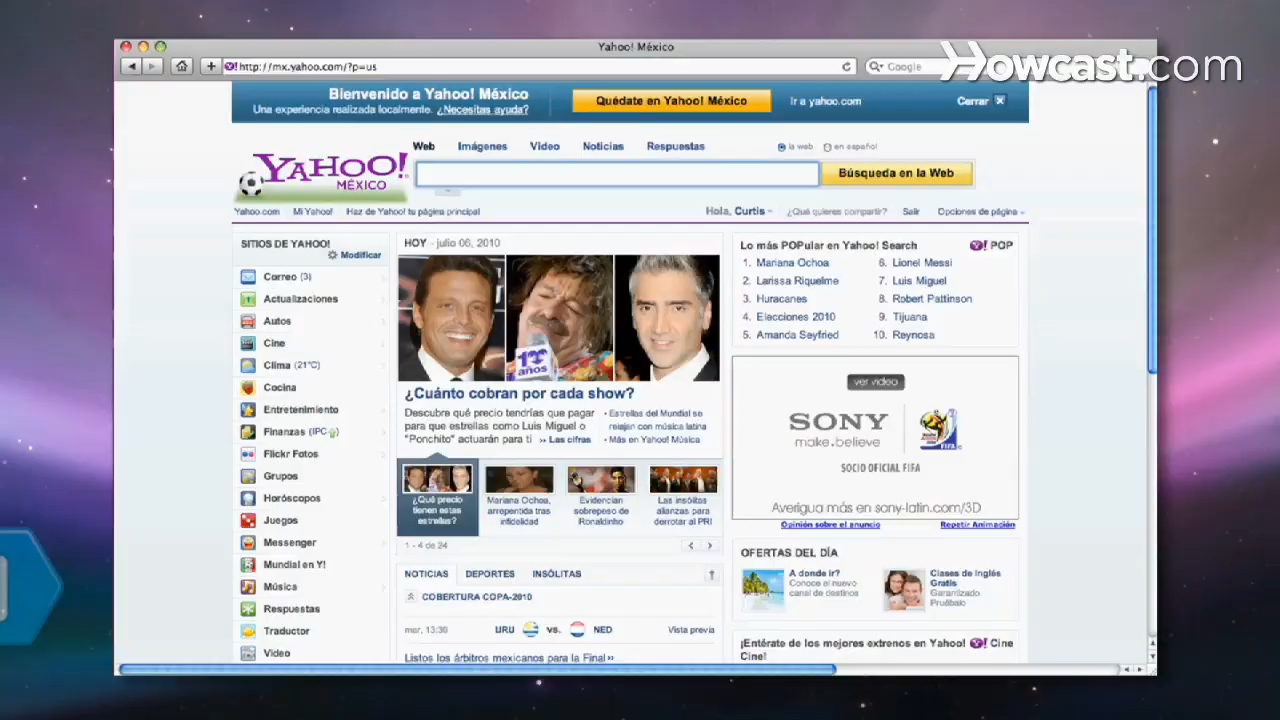 Yahoo! México
http://mx.yahoo.com/?p=us
Google
Howcast.com
Bienvenido a Yahoo! México
Una experiencia realizada localmente. ¿Necesitas ayuda?
Quédate en Yahoo! México
Ir a yahoo.com
Cerrar
Web Imágenes Video Noticias Respuestas
la web en español
YAHOO!
MÉXICO
Búsqueda en la Web
Yahoo.com Mi Yahoo! Haz de Yahoo! tu página principal
Hola, Curtis ¿Qué quieres compartir? Salir Opciones de página
SITIOS DE YAHOO!
Modificar
Correo (3)
Actualizaciones
Autos
Cine
Clima (21°C)
Cocina
Entretenimiento
Finanzas (IPC)
Flickr Fotos
Grupos
Horóscopos
Juegos
Messenger
Mundial en Y!
Música
Respuestas
Traductor
Video
HOY - julio 06, 2010
100
años
¿Cuánto cobran por cada show?
Descubre qué precio tendrías que pagar
para que estrellas como Luis Miguel o
"Ponchito" actuarán para ti » Las cifras
• Estrellas del Mundial se
relajan con música latina
• Más en Yahoo! Música
¿Qué precio
tienen estas
estrellas?
Mariana Ochoa,
arrepentida tras
infidelidad
Evidencian
sobrepeso de
Ronaldinho
Las insólitas
alianzas para
derrotar al PRI
1 - 4 de 24
NOTICIAS DEPORTES INSÓLITAS
COBERTURA COPA-2010
mar, 13:30 URU vs. NED Vista previa
Listos los árbitros mexicanos para la Final »
Lo más POPular en Yahoo! Search
Y! POP
1. Mariana Ochoa
2. Larissa Riquelme
3. Huracanes
4. Elecciones 2010
5. Amanda Seyfried
6. Lionel Messi
7. Luis Miguel
8. Robert Pattinson
9. Tijuana
10. Reynosa
ver video
SONY
make.believe
SOCIO OFICIAL FIFA
Averigua más en sony-latin.com/3D
Opinión sobre el anuncio Repetir Animación
OFERTAS DEL DÍA
A donde ir?
Conoce el nuevo
canal de destinos
Clases de Inglés
Gratis
Garantizado
Pruébalo
¡Entérate de los mejores extrenos en Yahoo!
Cine!
Y! Cine